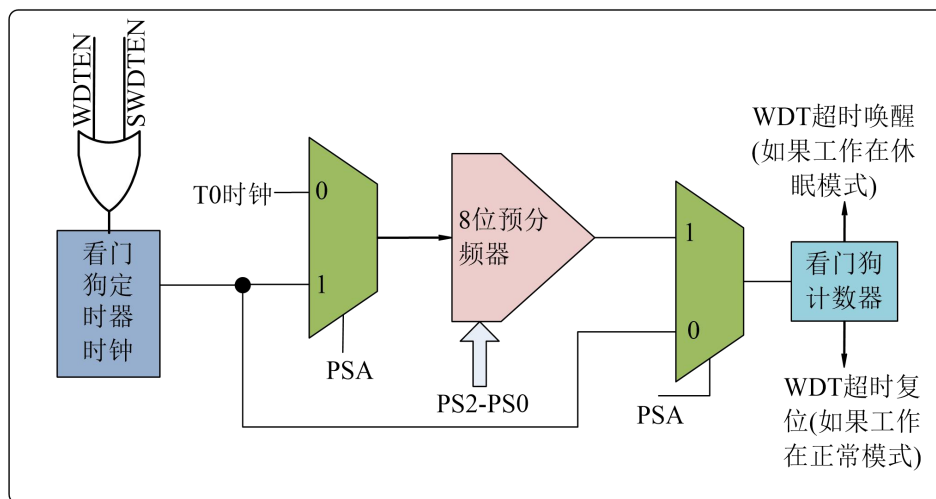 WDTEN
SWDTEN
看门
狗定
时器
时钟
T0时钟
0
1
PSA
8位预分
频器
PS2-PS0
1
0
PSA
WDT超时唤醒
(如果工作在休
眠模式)
看门狗
计数器
WDT超时复
位(如果工作
在正常模式)